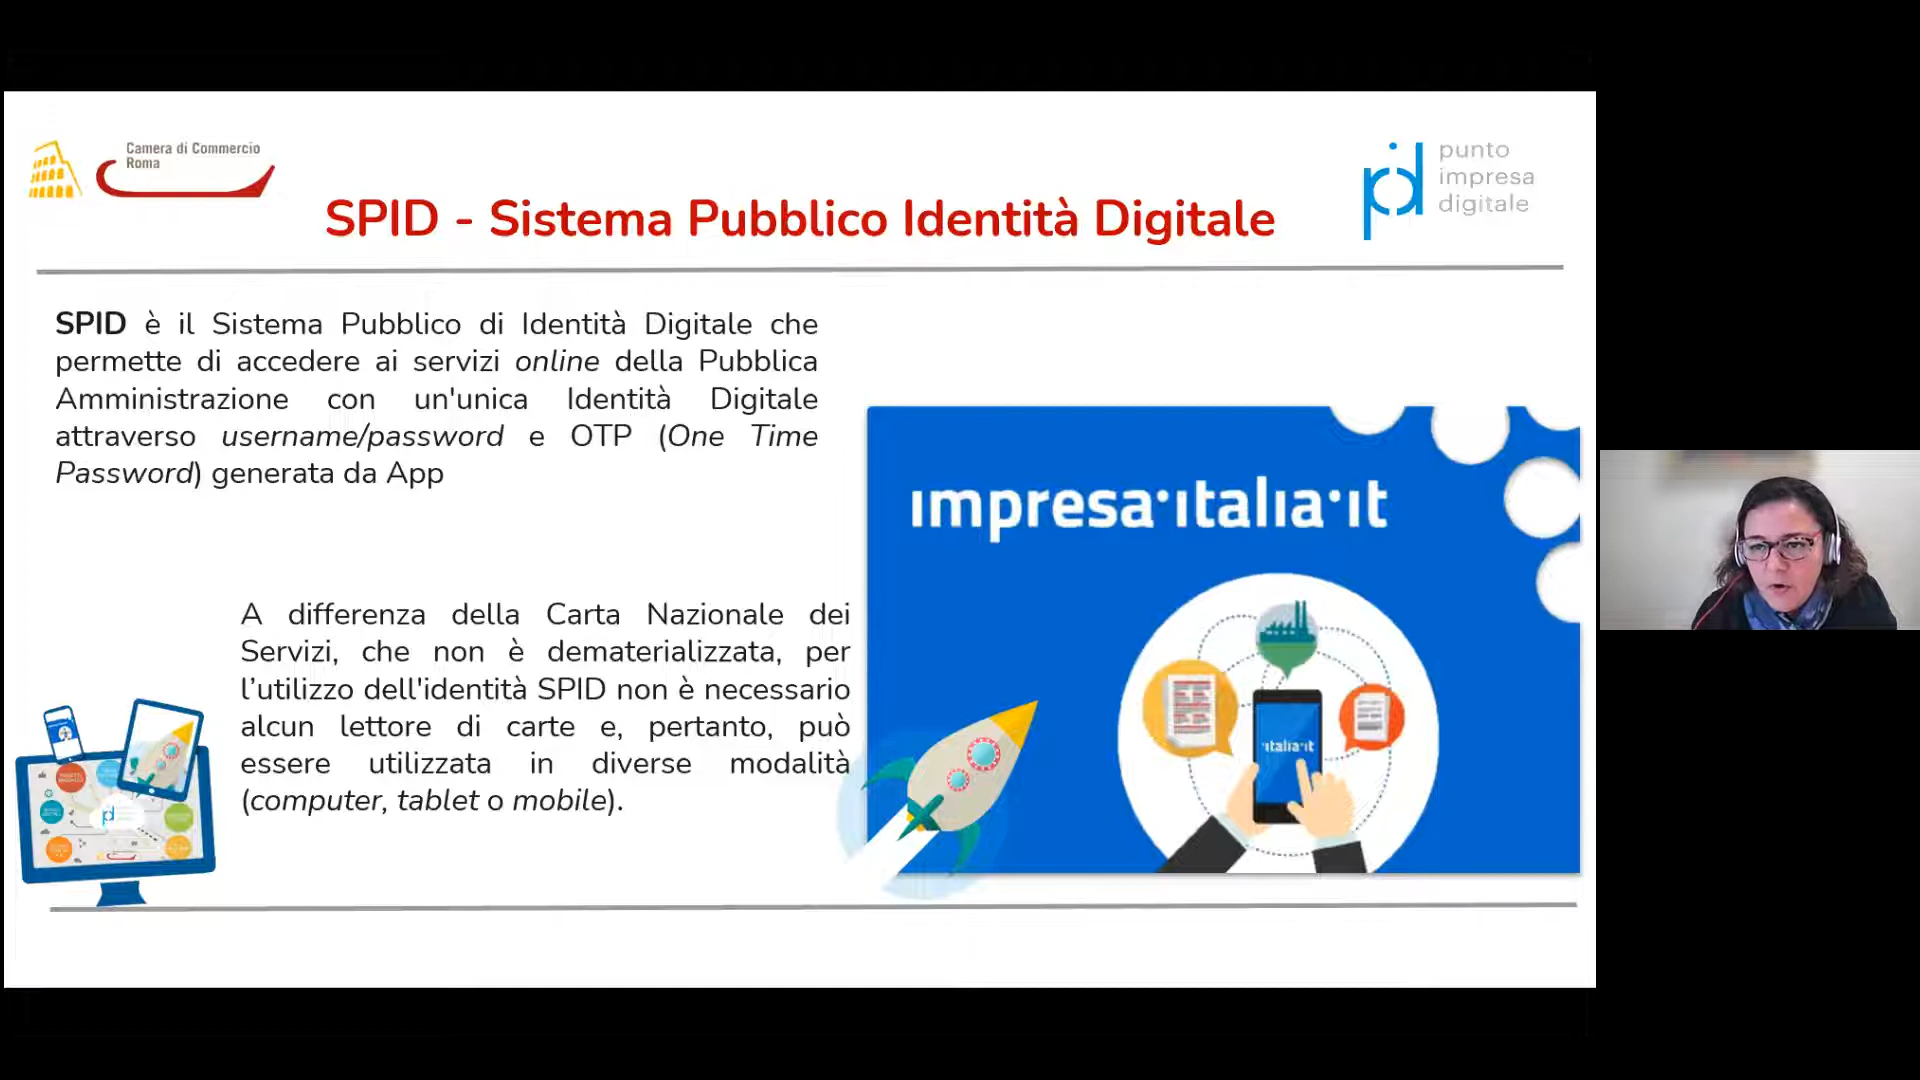 Camera di Commercio
Roma
punto
impresa
digitale
SPID - Sistema Pubblico Identità Digitale
SPID è il Sistema Pubblico di Identità Digitale che
permette di accedere ai servizi online della Pubblica
Amministrazione con un'unica Identità Digitale
attraverso username/password e OTP (One Time
Password) generata da App
impresa•italia•it
A differenza della Carta Nazionale dei
Servizi, che non è dematerializzata, per
l’utilizzo dell'identità SPID non è necessario
alcun lettore di carte e, pertanto, può
essere utilizzata in diverse modalità
(computer, tablet o mobile).
•italia•it